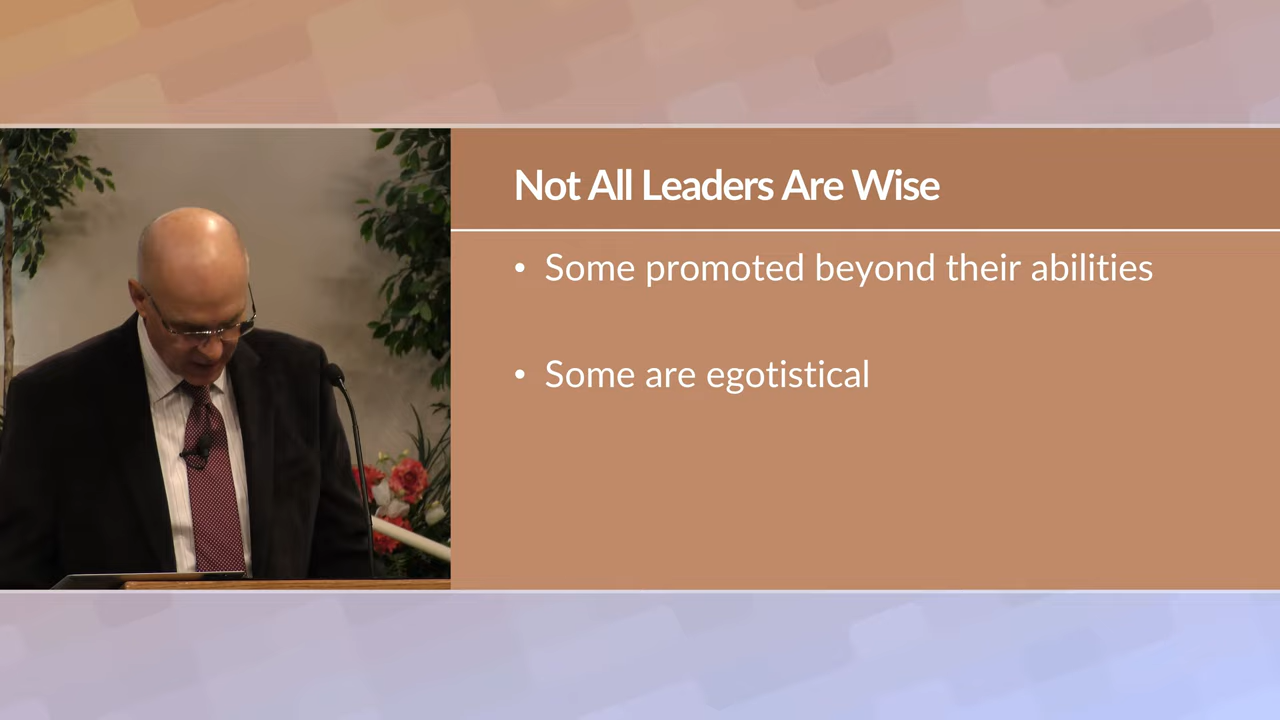 Not All Leaders Are Wise
• Some promoted beyond their abilities
• Some are egotistical